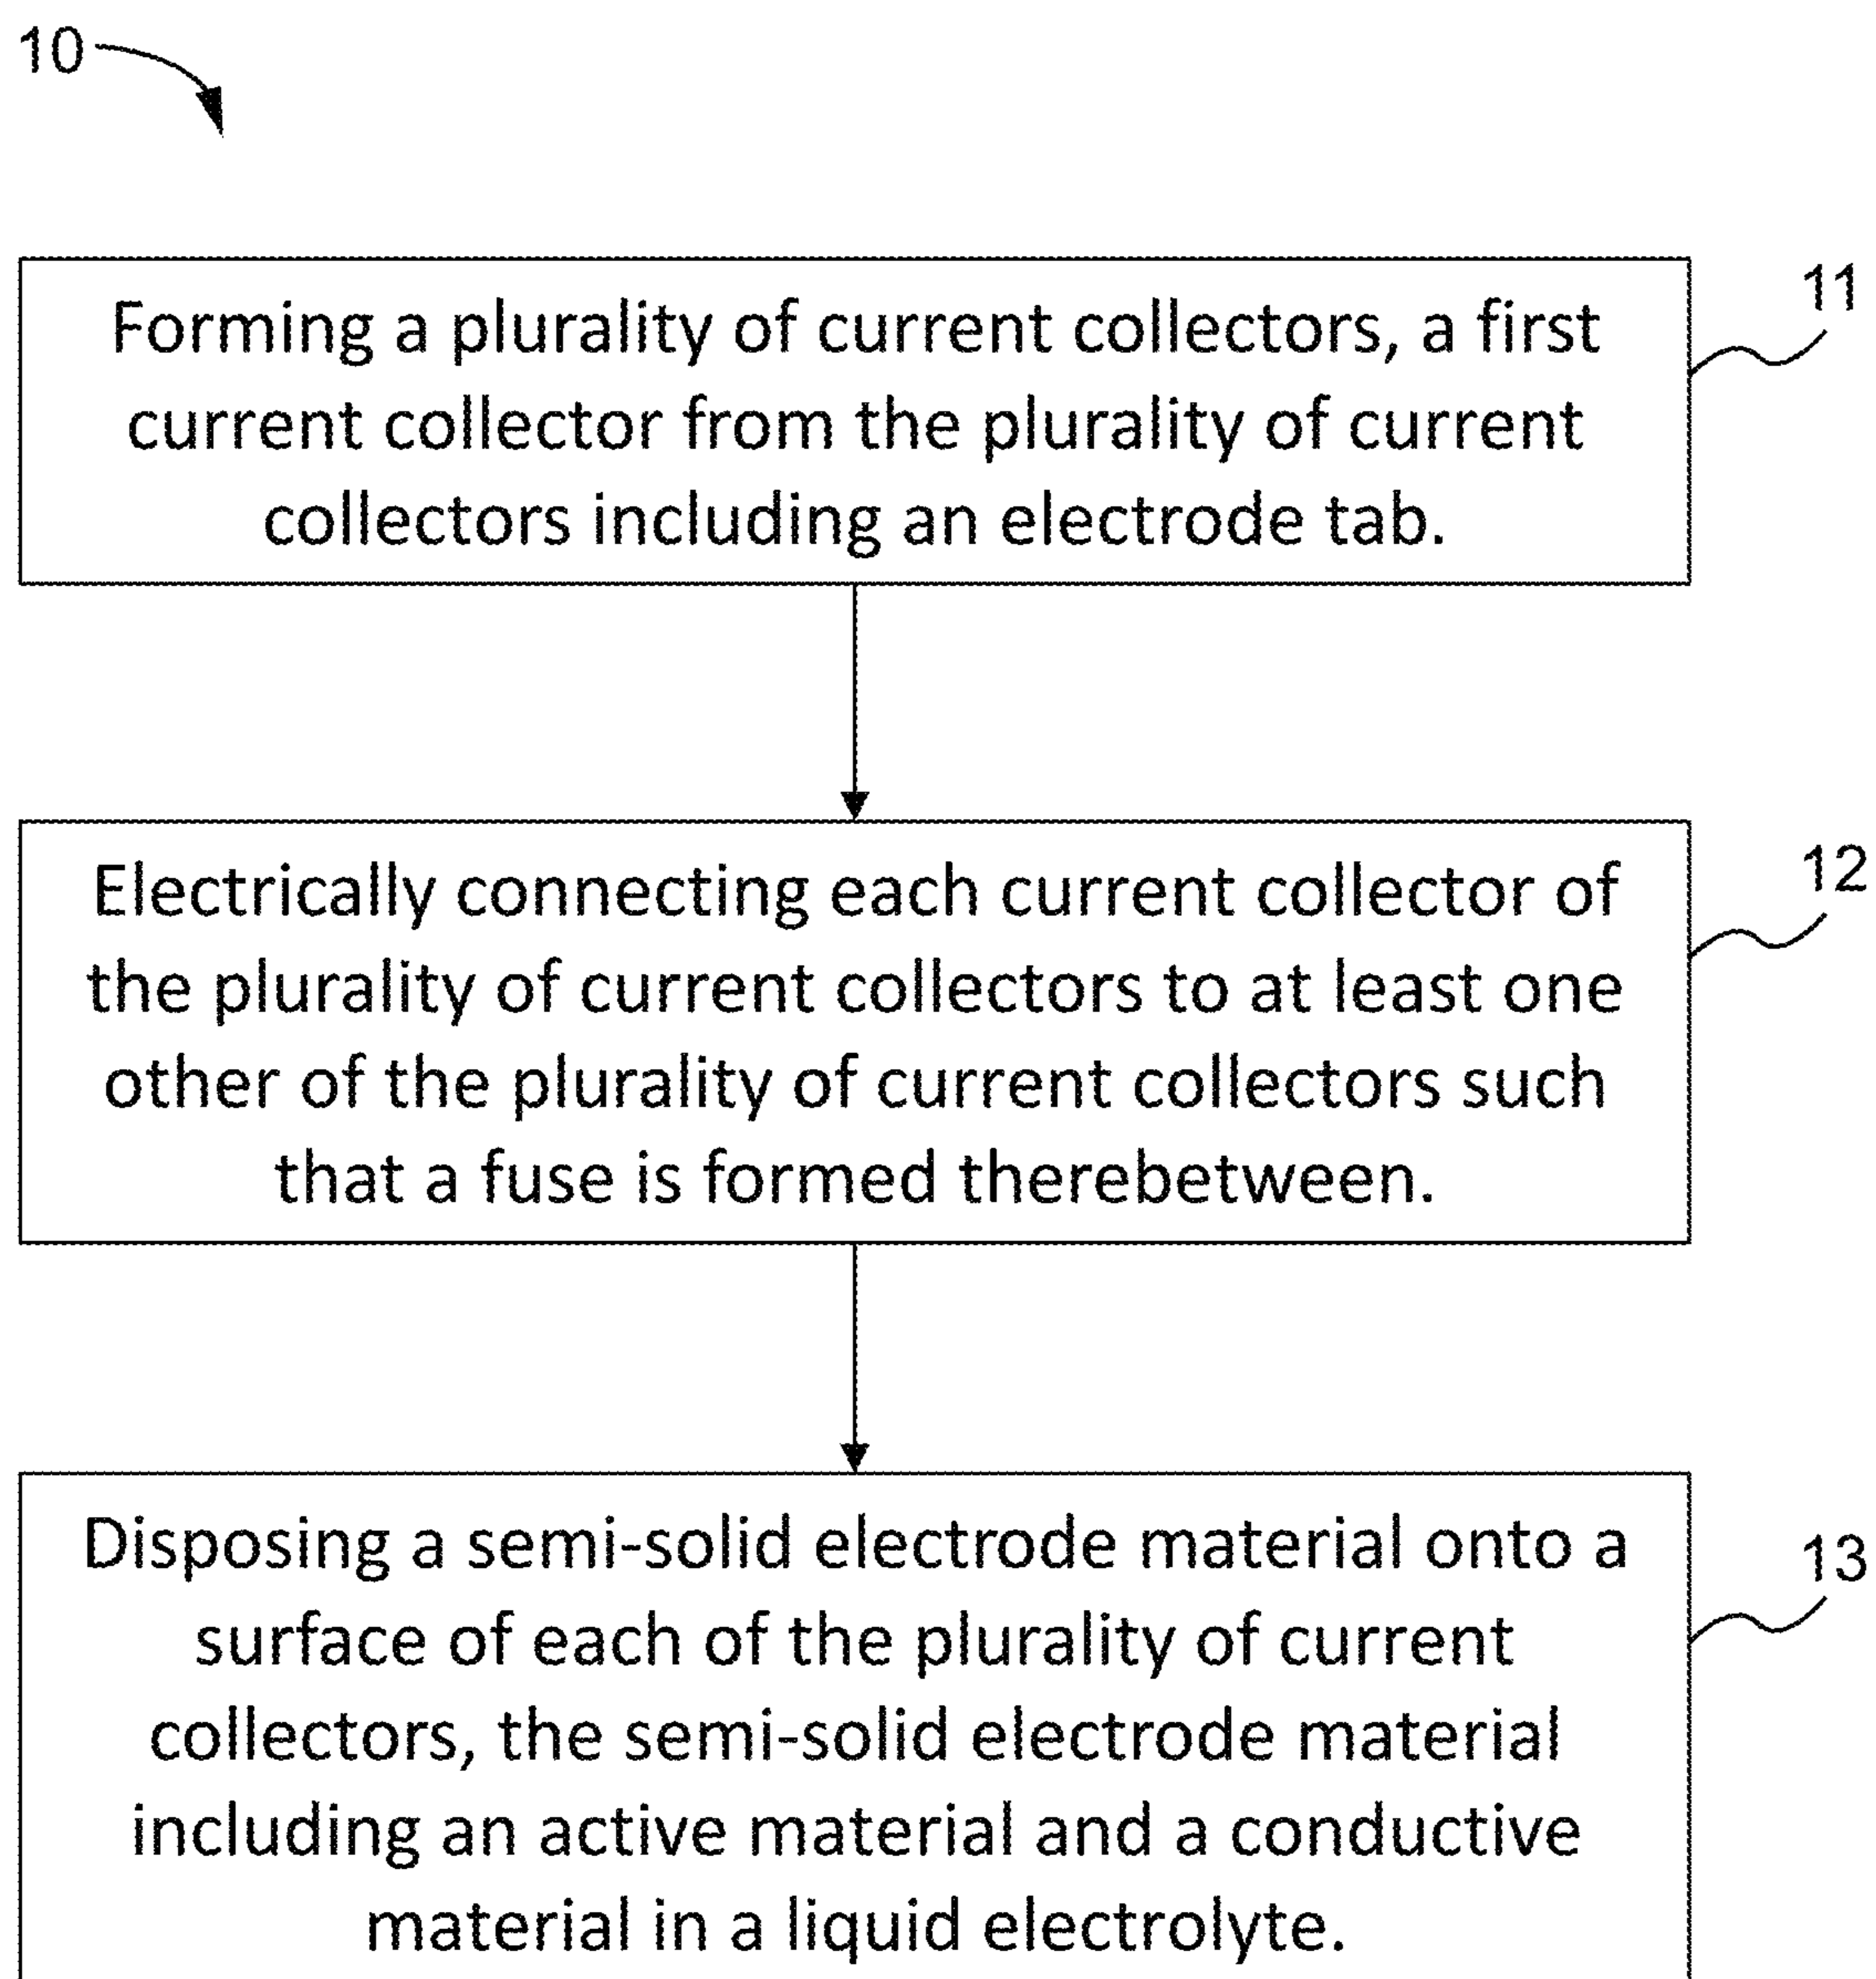 10
Forming a plurality of current collectors, a first
current collector from the plurality of current
collectors including an electrode tab.
11
Electrically connecting each current collector of
the plurality of current collectors to at least one
other of the plurality of current collectors such
that a fuse is formed therebetween.
12
Disposing a semi-solid electrode material onto a
surface of each of the plurality of current
collectors, the semi-solid electrode material
including an active material and a conductive
material in a liquid electrolyte.
13